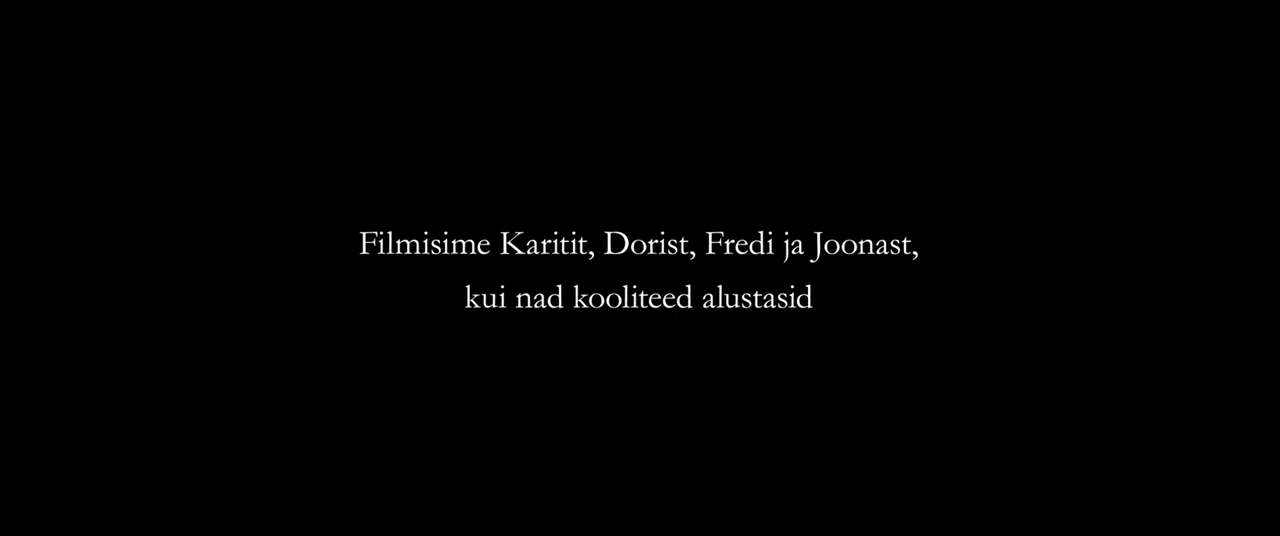 Filmisime Karitit, Dorist, Fredi ja Joonast,
kui nad kooliteed alustasid